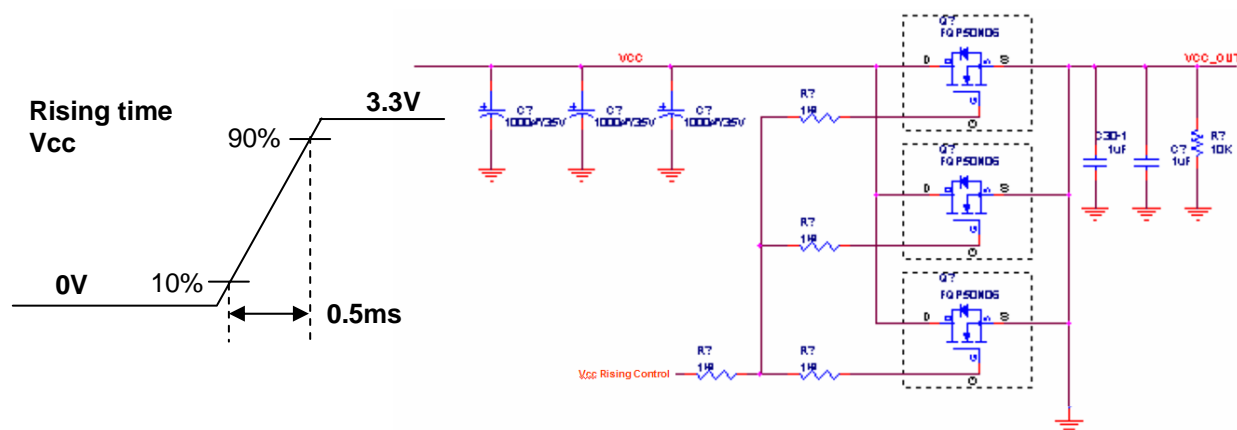 Rising time
Vcc
3.3V
90%
0V
10%
0.5ms
VCC
VCC_OUT
C?
1000uF/35V
C?
1000uF/35V
C?
1000uF/35V
R?
1K
R?
1K
R?
1K
R?
1K
Vcc Rising Control
Q?
FQP50N06
D
S
G
Q?
FQP50N06
D
S
G
Q?
FQP50N06
D
S
G
C30-1
1uF
C?
1uF
R?
10K